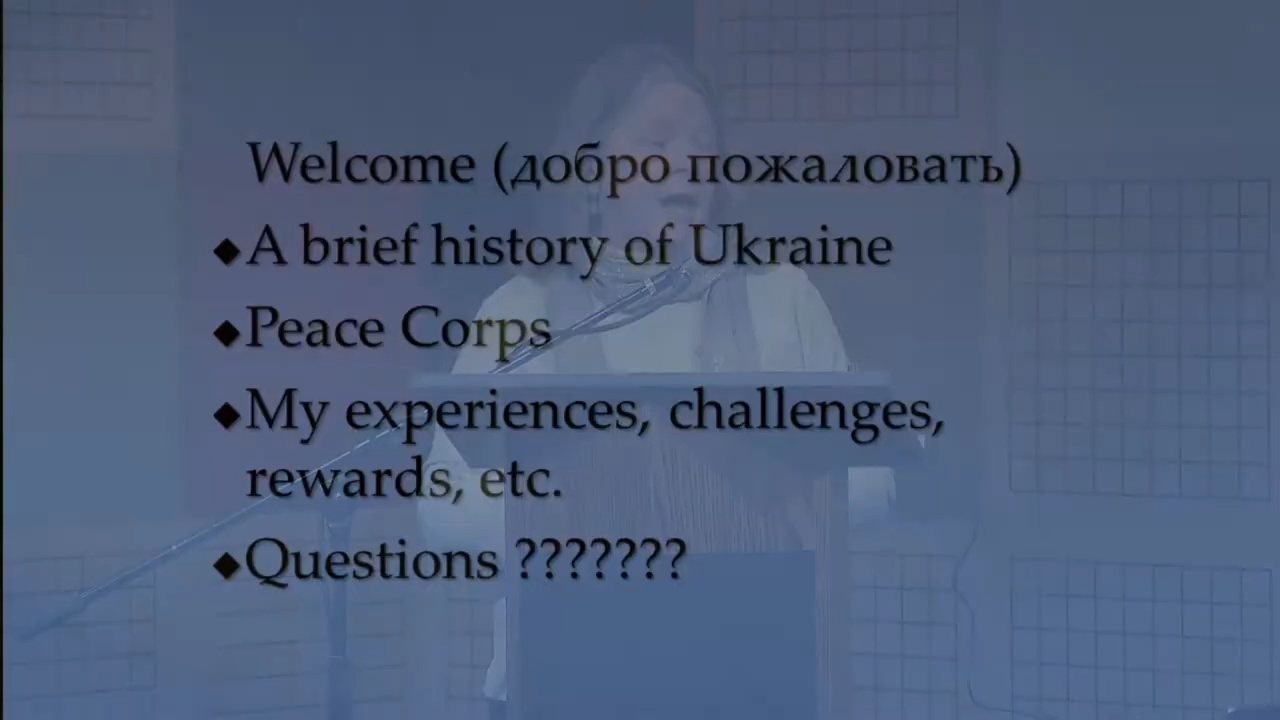 Welcome (добро пожаловать)
◆A brief history of Ukraine
◆Peace Corps
◆My experiences, challenges,
rewards, etc.
◆Questions ???????